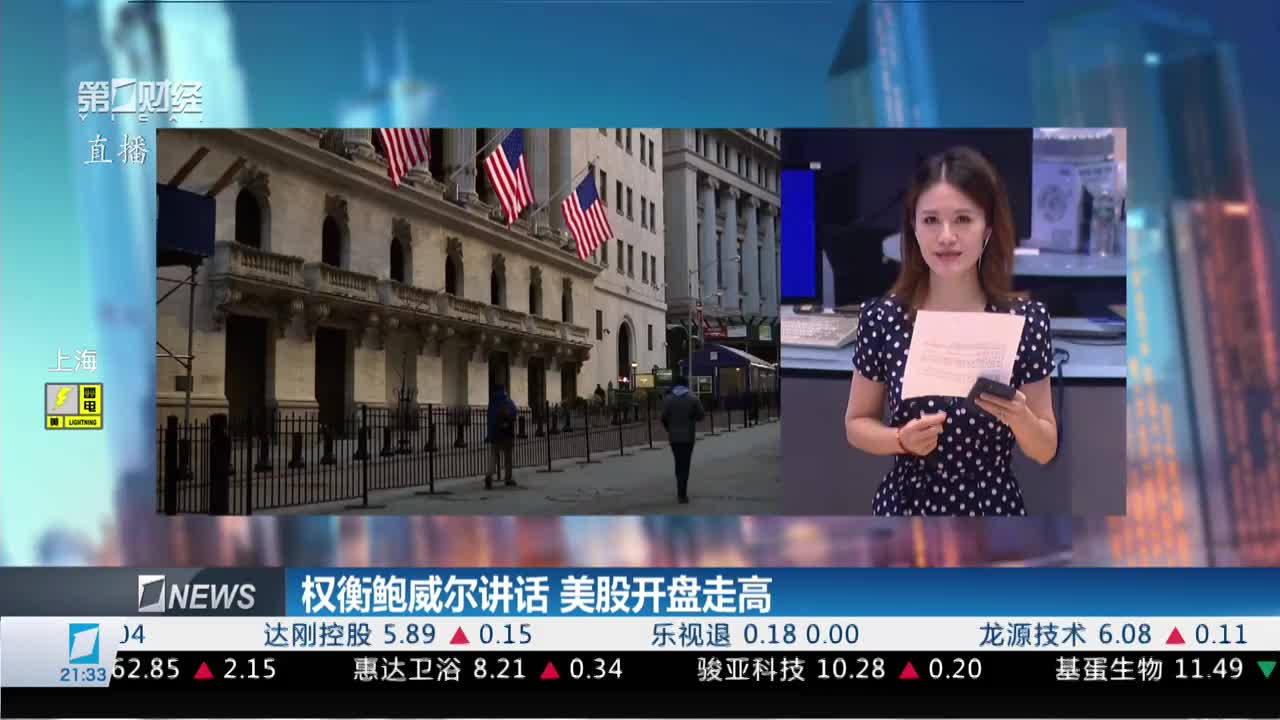 第一财经
YICAI
直播
上海
雷电
黄 LIGHTNING
NEWS 权衡鲍威尔讲话 美股开盘走高
04 达刚控股 5.89 ▲ 0.15 乐视退 0.18 0.00 龙源技术 6.08 ▲ 0.11
21:33 62.85 ▲ 2.15 惠达卫浴 8.21 ▲ 0.34 骏亚科技 10.28 ▲ 0.20 基蛋生物 11.49 ▼